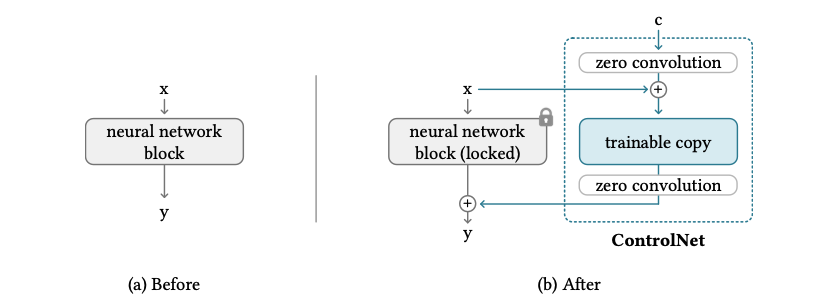 x
neural network
block
y
(a) Before
c
zero convolution
x
+
neural network
block (locked)
trainable copy
zero convolution
+
y
ControlNet
(b) After